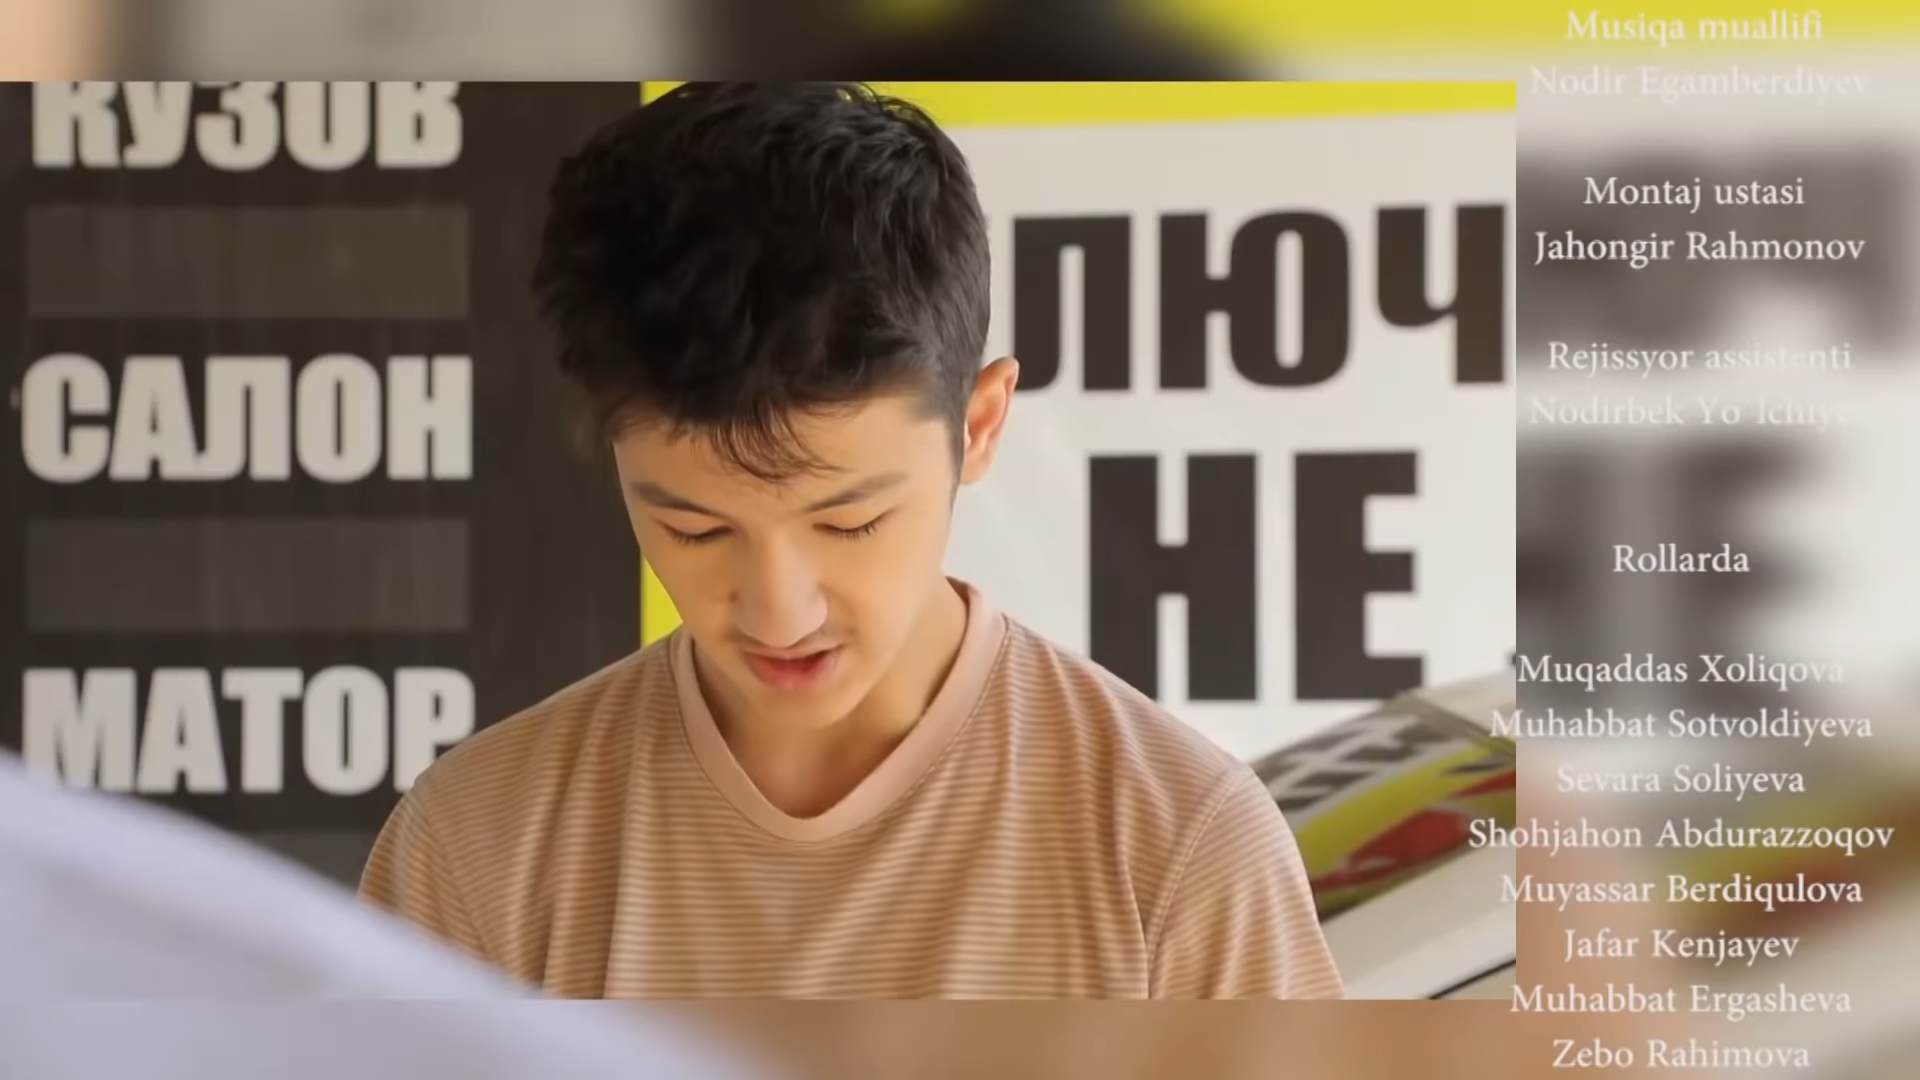 КУЗОВ
САЛОН
МАТОР
ЛЮЧ
НЕ
Musiqa muallifi
Nodir Egamberdiyev
Montaj ustasi
Jahongir Rahmonov
Rejissyor assistenti
Rollarda
Muqaddas Xoliqova
Muhabbat Sotvoldiyeva
Sevara Soliyeva
Shohjahon Abdurazzoqov
Muyassar Berdiqulova
Jafar Kenjayev
Muhabbat Ergasheva
Zebo Rahimova